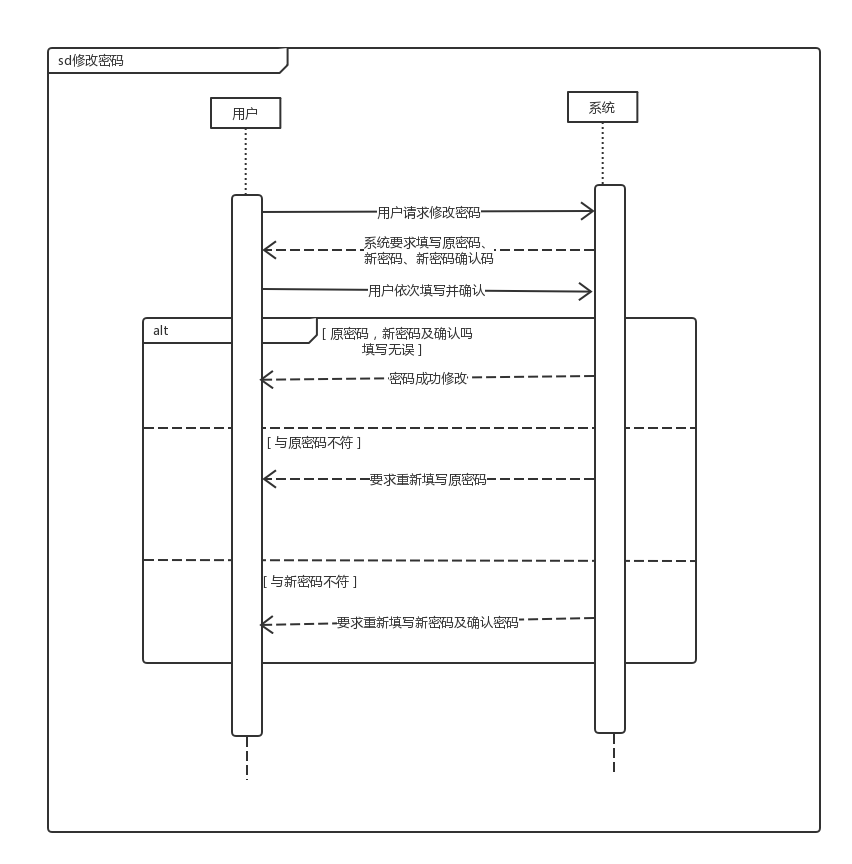 sd修改密码
用户
系统
用户请求修改密码
系统要求填写原密码、
新密码、新密码确认码
用户依次填写并确认
alt
[ 原密码，新密码及确认吗
填写无误 ]
密码成功修改
[ 与原密码不符 ]
要求重新填写原密码
[ 与新密码不符 ]
要求重新填写新密码及确认密码